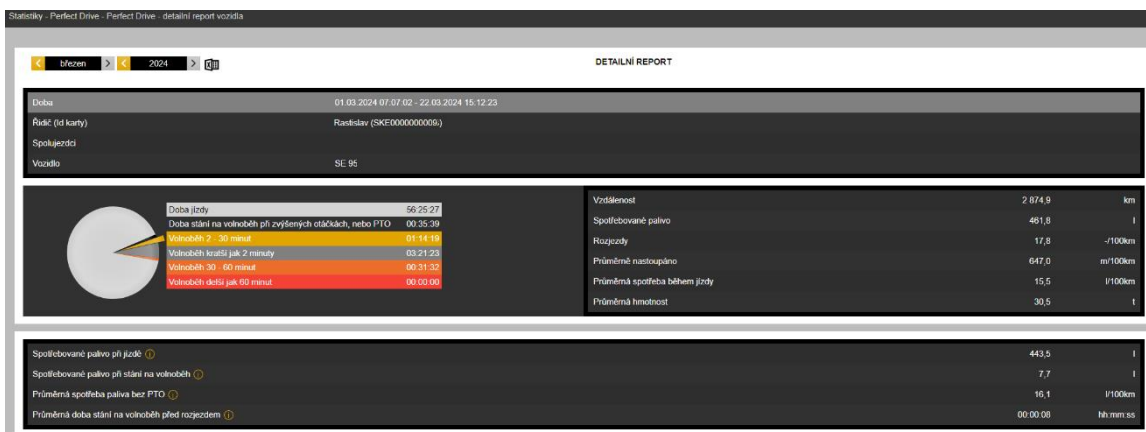 Statistiky - Perfect Drive - Perfect Drive - detailní report vozidla
březen 2024 DETAILNÍ REPORT
Doba 01.03.2024 07:07:02 - 22.03.2024 15:12:23
Řidič (Id karty) Rastislav (SKE0000000009.)
Spolujezdci
Vozidlo SE 95
Doba jízdy 56:25:27
Doba stání na volnoběh při zvýšených otáčkách, nebo PTO 00:35:39
Volnoběh 2 - 30 minut 01:14:19
Volnoběh kratší jak 2 minuty 03:21:23
Volnoběh 30 - 60 minut 00:31:32
Volnoběh delší jak 60 minut 00:00:00
Vzdálenost 2 874,9 km
Spotřebované palivo 461,8 l
Rozjezdy 17,8 -/100km
Průměrně nastoupáno 647,0 m/100km
Průměrná spotřeba během jízdy 15,5 l/100km
Průměrná hmotnost 30,5 t
Spotřebované palivo při jízdě 443,5 l
Spotřebované palivo při stání na volnoběh 7,7 l
Průměrná spotřeba paliva bez PTO 16,1 l/100km
Průměrná doba stání na volnoběh před rozjezdem 00:00:08 hh:mm:ss